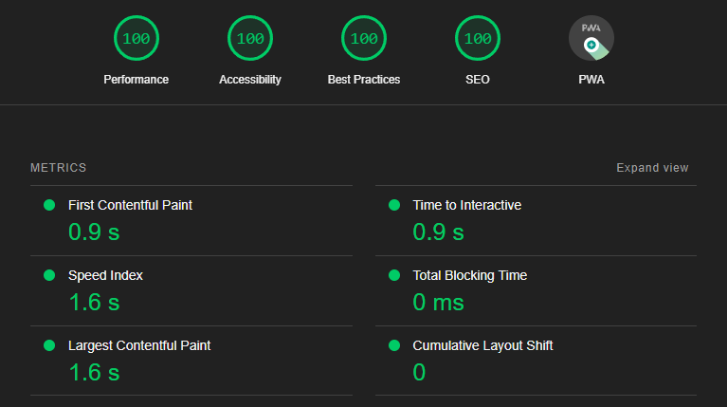 100 100 100 100 PWA
Performance Accessibility Best Practices SEO PWA
METRICS Expand view
First Contentful Paint Time to Interactive
0.9 s 0.9 s
Speed Index Total Blocking Time
1.6 s 0 ms
Largest Contentful Paint Cumulative Layout Shift
1.6 s 0